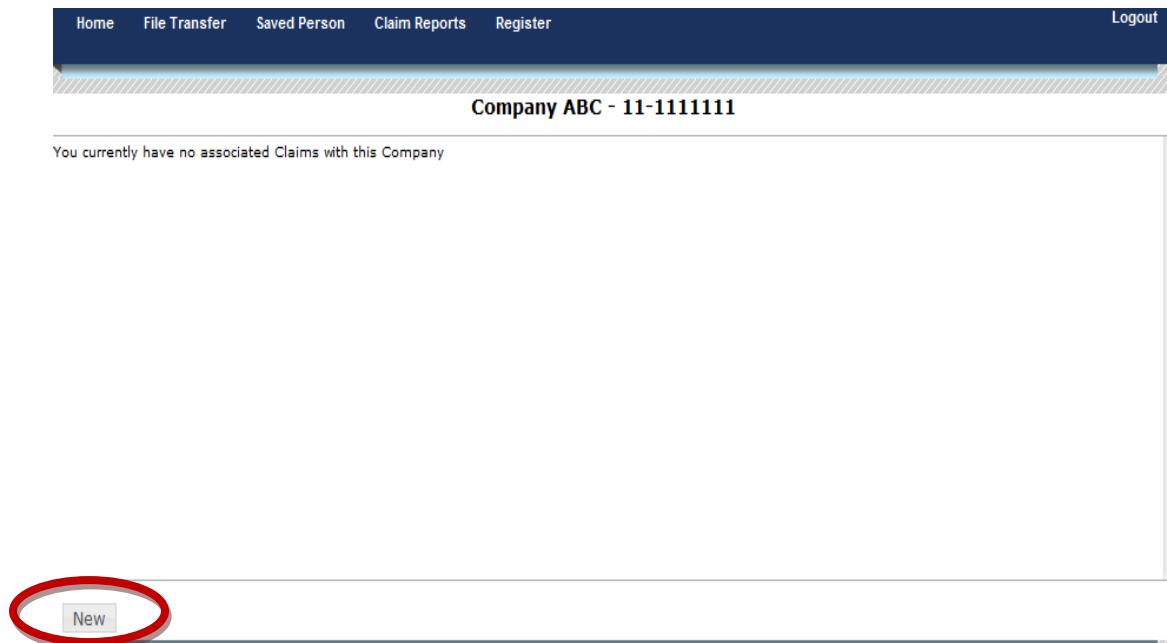 Home File Transfer Saved Person Claim Reports Register Logout
Company ABC - 11-1111111
You currently have no associated Claims with this Company
New